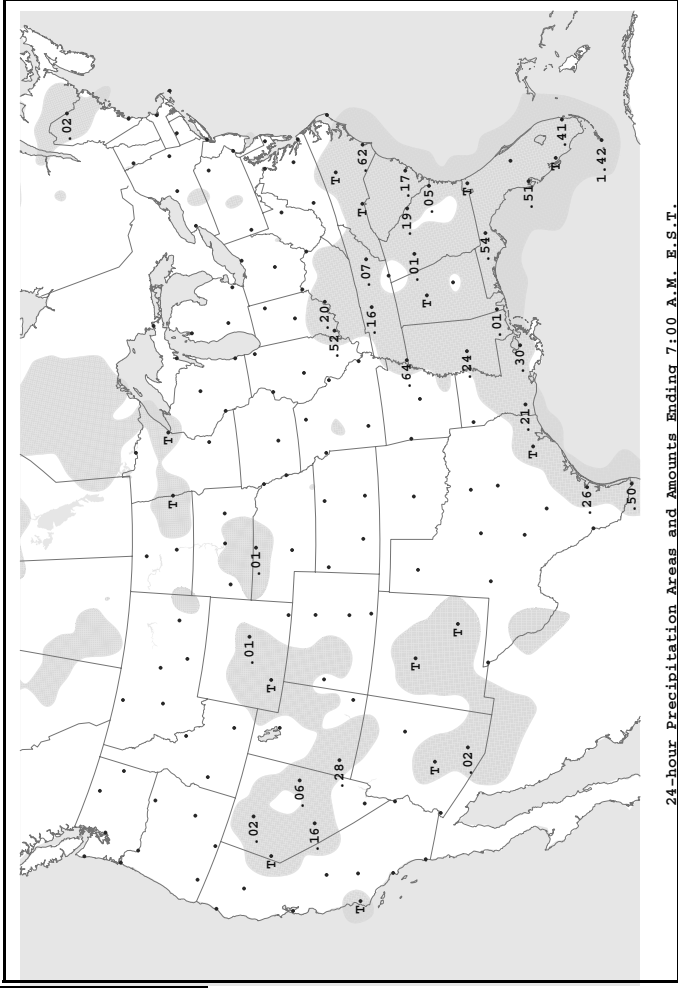 .02
T
T
.01
.02
.01
T
T
.06
.16
.20
.52
T
.28
T
.62
T
.07
.16
.17
.19
.64
.01
T
T
.05
T
T
.24
T
.02
.54
.01
.30
.21
.51
T
T
.41
.26
1.42
.50
24-hour Precipitation Areas and Amounts Ending 7:00 A.M. E.S.T.